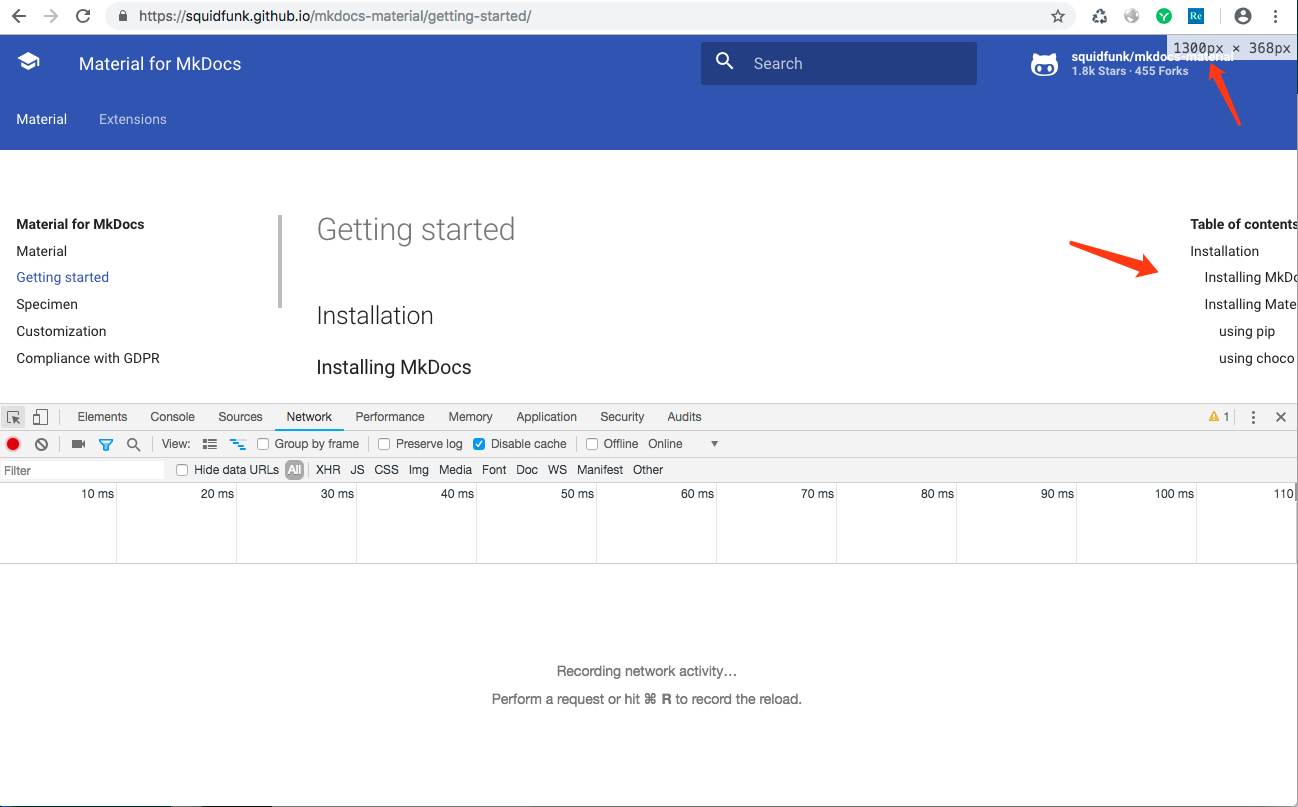 https://squidfunk.github.io/mkdocs-material/getting-started/
Re
Material for MkDocs
Search
squidfunk/mkdocs-material
1.8k Stars · 455 Forks
1300px × 368px
Material Extensions
Material for MkDocs
Material
Getting started
Specimen
Customization
Compliance with GDPR
Getting started
Installation
Installing MkDocs
Table of contents
Installation
Installing MkDo
Installing Mate
using pip
using choco
Elements Console Sources Network Performance Memory Application Security Audits 1
View: Group by frame Preserve log Disable cache Offline Online
Filter Hide data URLs All XHR JS CSS Img Media Font Doc WS Manifest Other
10 ms 20 ms 30 ms 40 ms 50 ms 60 ms 70 ms 80 ms 90 ms 100 ms 110
Recording network activity…
Perform a request or hit ⌘ R to record the reload.